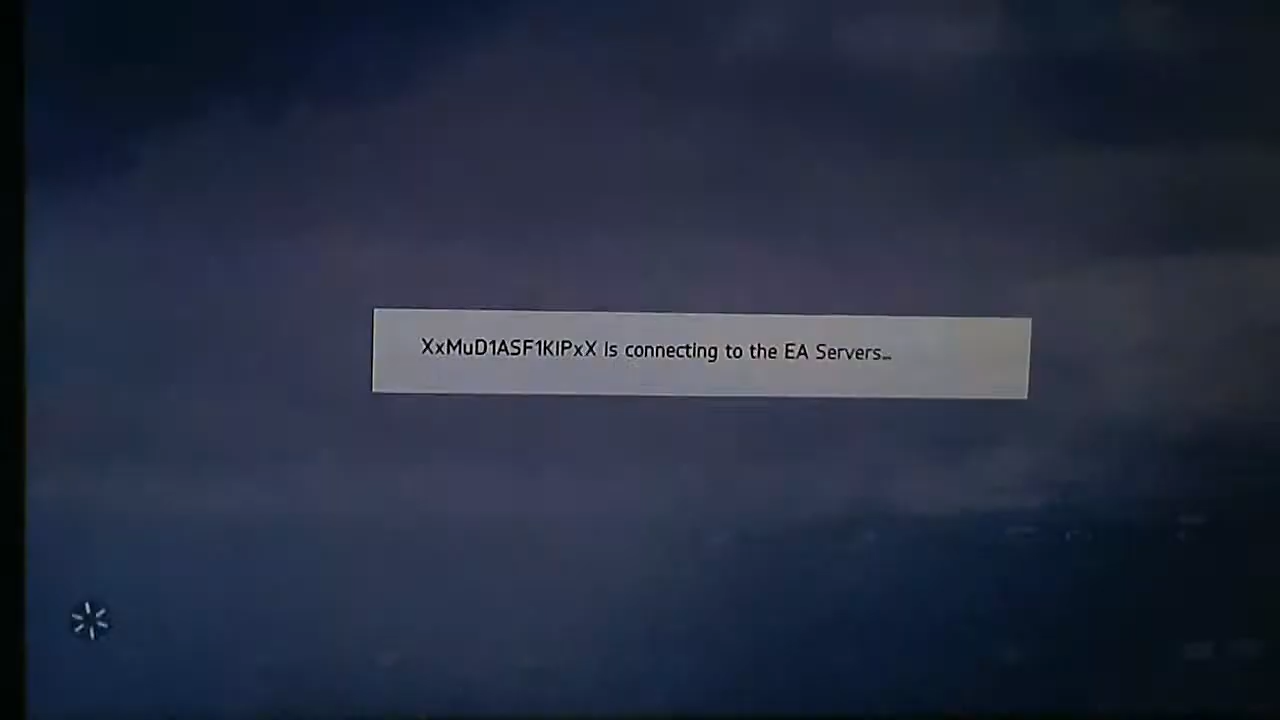 XxMuD1ASF1KIPxX Is connecting to the EA Servers...